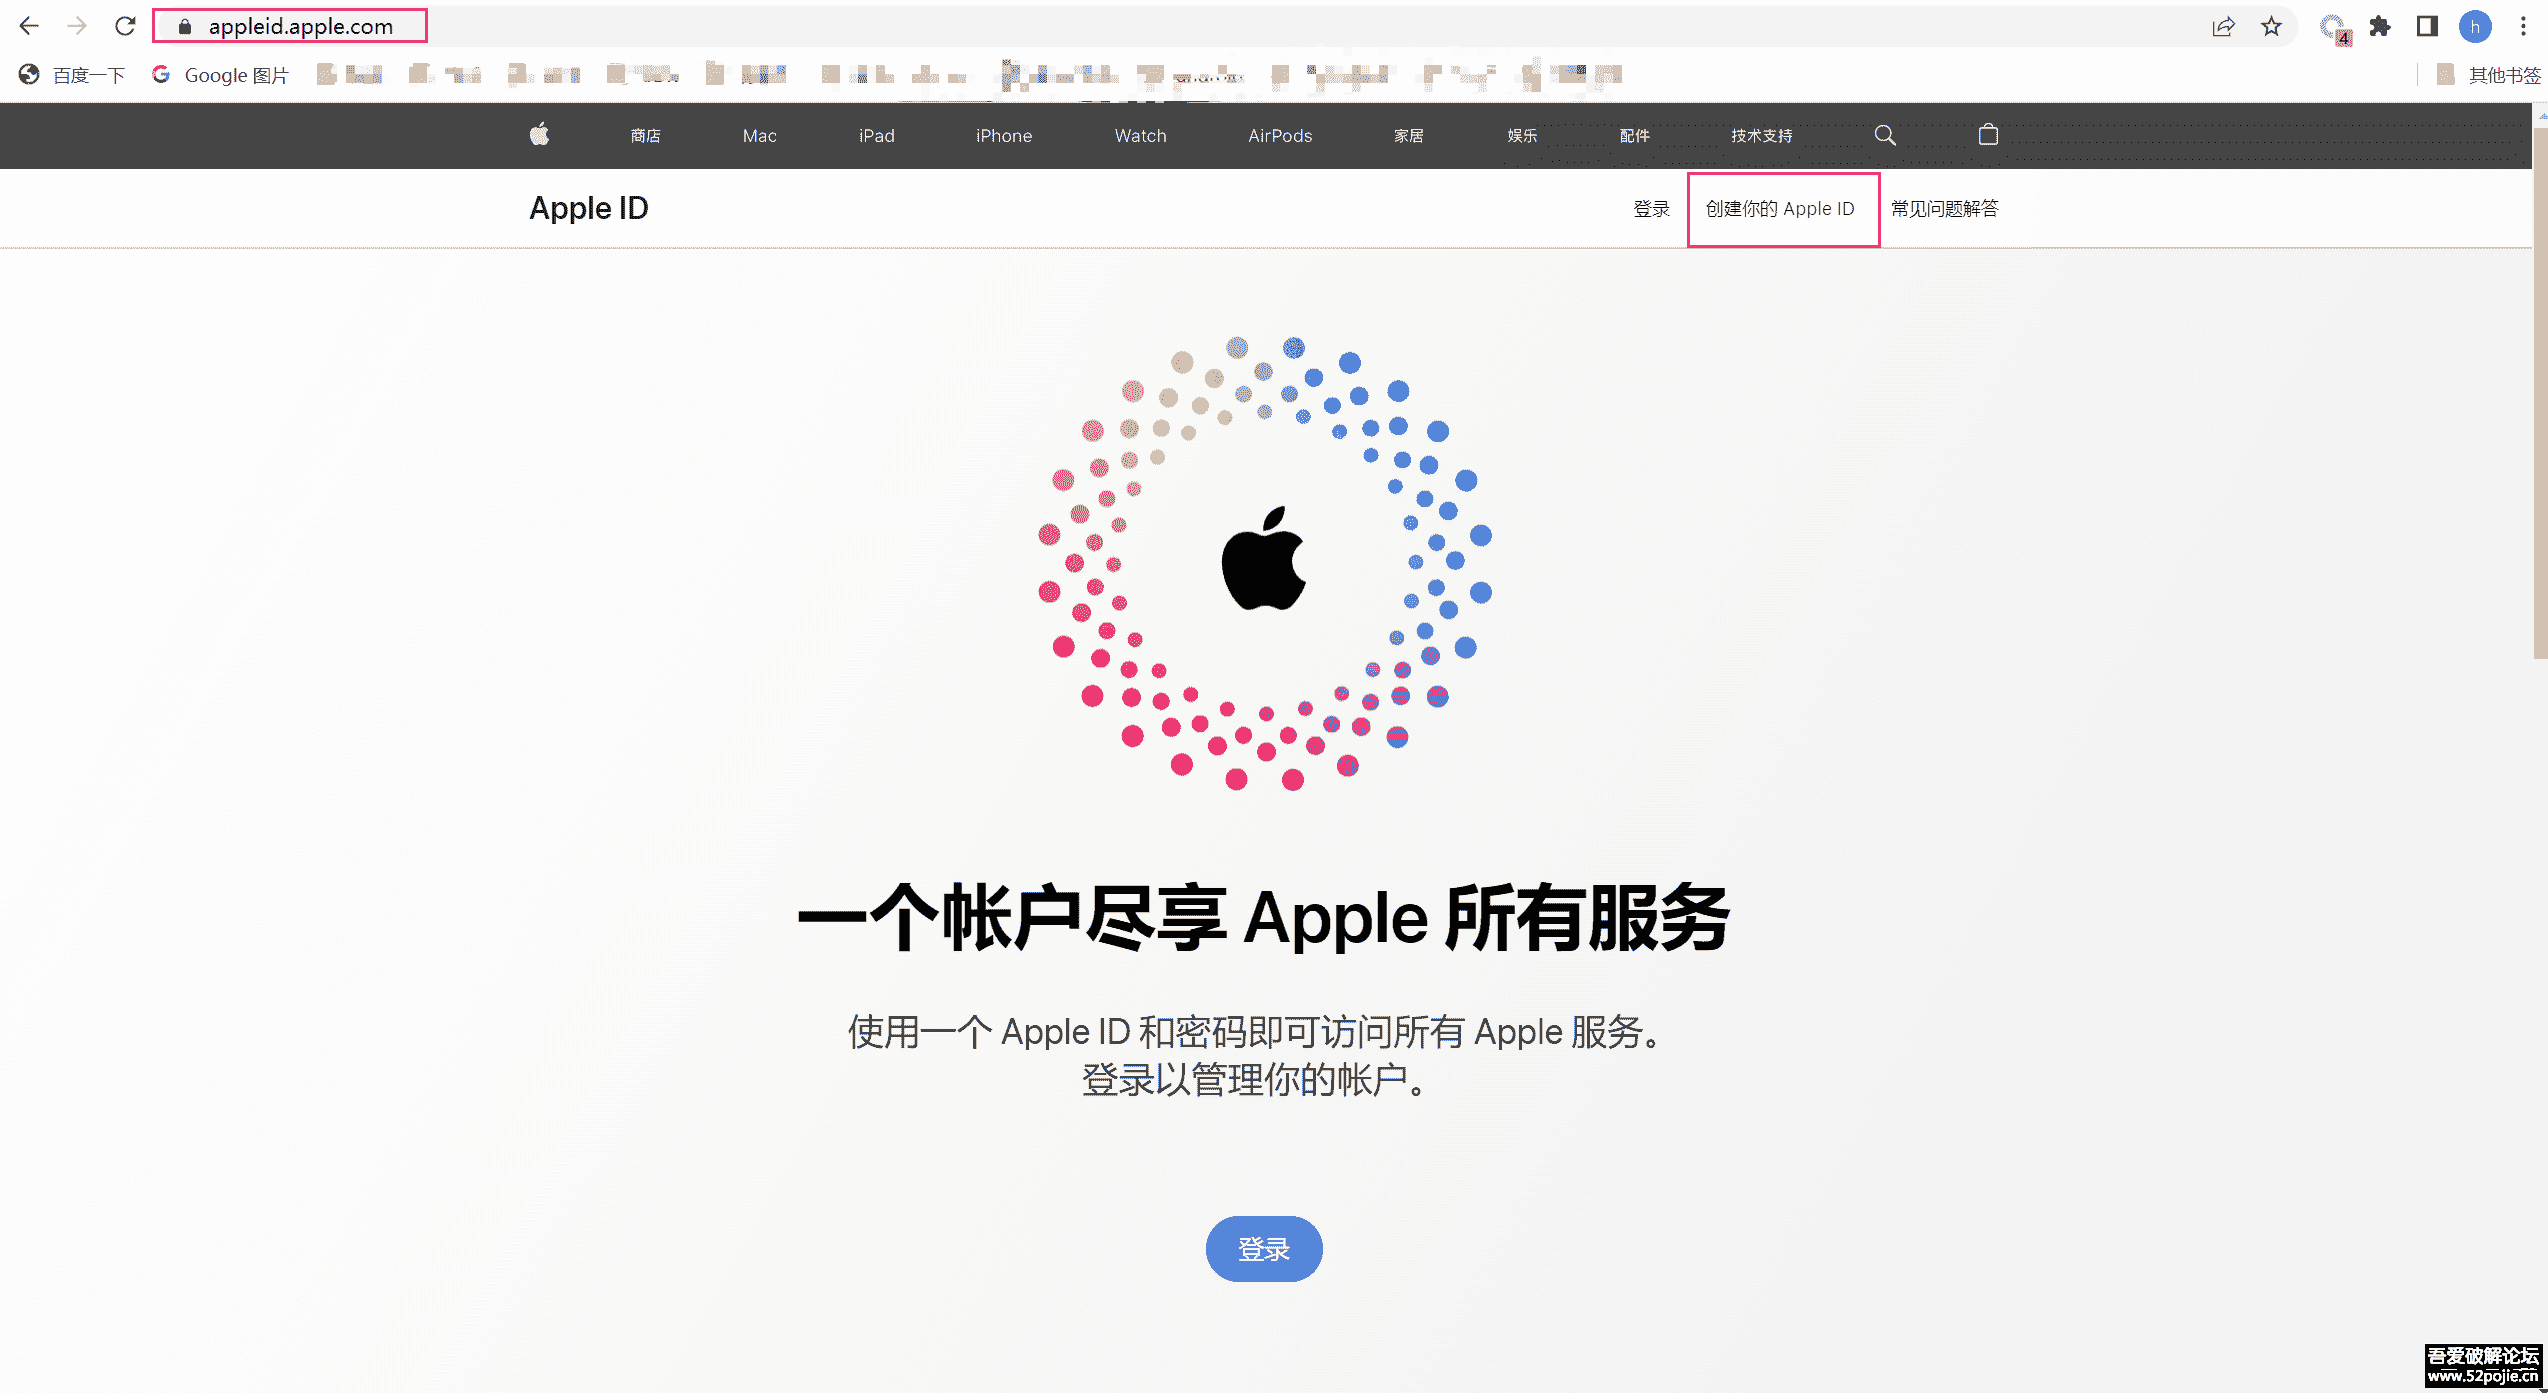 appleid.apple.com
4
h
百度一下
Google 图片
其他书签
商店 Mac iPad iPhone Watch AirPods 家居 娱乐 配件 技术支持
Apple ID
登录 创建你的 Apple ID 常见问题解答
一个帐户尽享 Apple 所有服务
使用一个 Apple ID 和密码即可访问所有 Apple 服务。
登录以管理你的帐户。
登录
吾爱破解论坛
www.52pojie.cn